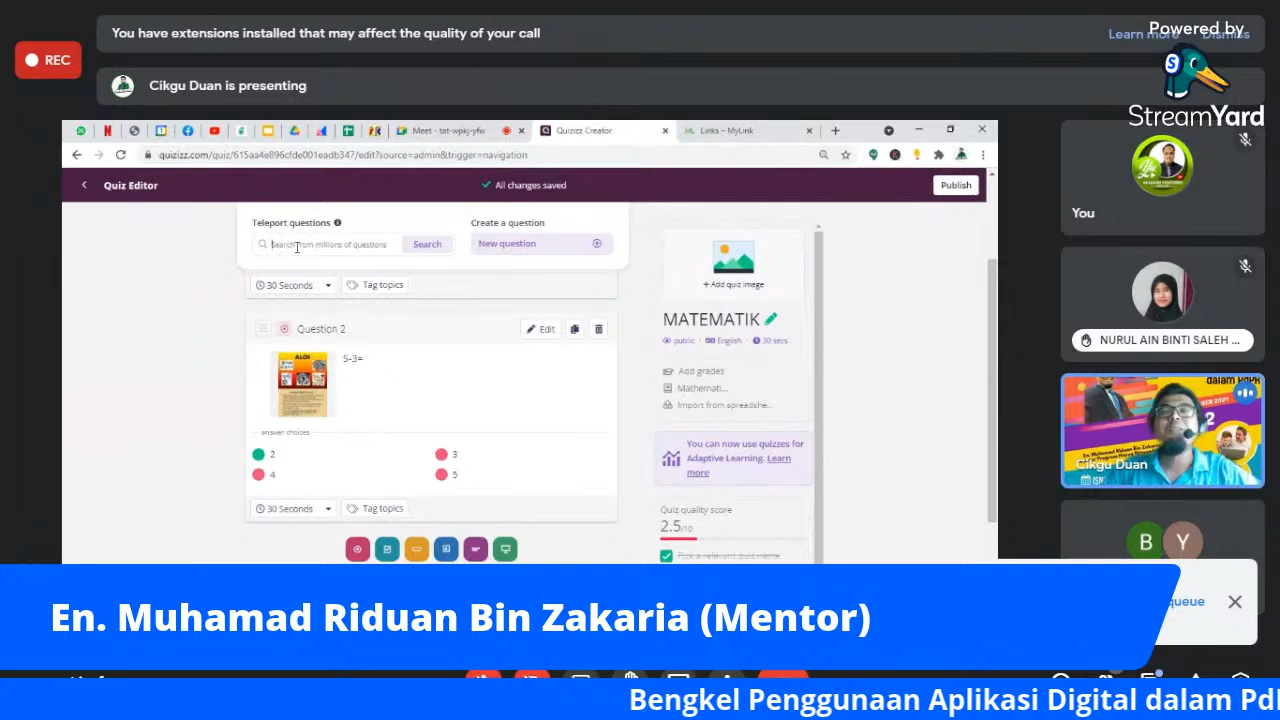 You have extensions installed that may affect the quality of your call
Learn more
Dismiss
Powered by
StreamYard
REC
Cikgu Duan is presenting
Meet - tat-wpkj-yfw
Quizizz Creator
Links – MyLink
quizizz.com/quiz/615aa4e896cfde001eadb347/edit?source=admin&trigger=navigation
Quiz Editor
All changes saved
Publish
Teleport questions
Create a question
Search from millions of questions
Search
New question
30 Seconds
Tag topics
Question 2
Edit
5-3=
answer choices
2
3
4
5
30 Seconds
Tag topics
+ Add quiz image
MATEMATIK
public
English
30 secs
Add grades
Mathemati...
Import from spreadshe...
You can now use quizzes for
Adaptive Learning. Learn
more
Quiz quality score
2.5/10
Pick a relevant quiz name
You
NURUL AIN BINTI SALEH ...
dalam PdPR
Cikgu Duan
ISN
B
Y
queue
En. Muhamad Riduan Bin Zakaria (Mentor)
Bengkel Penggunaan Aplikasi Digital dalam Pd